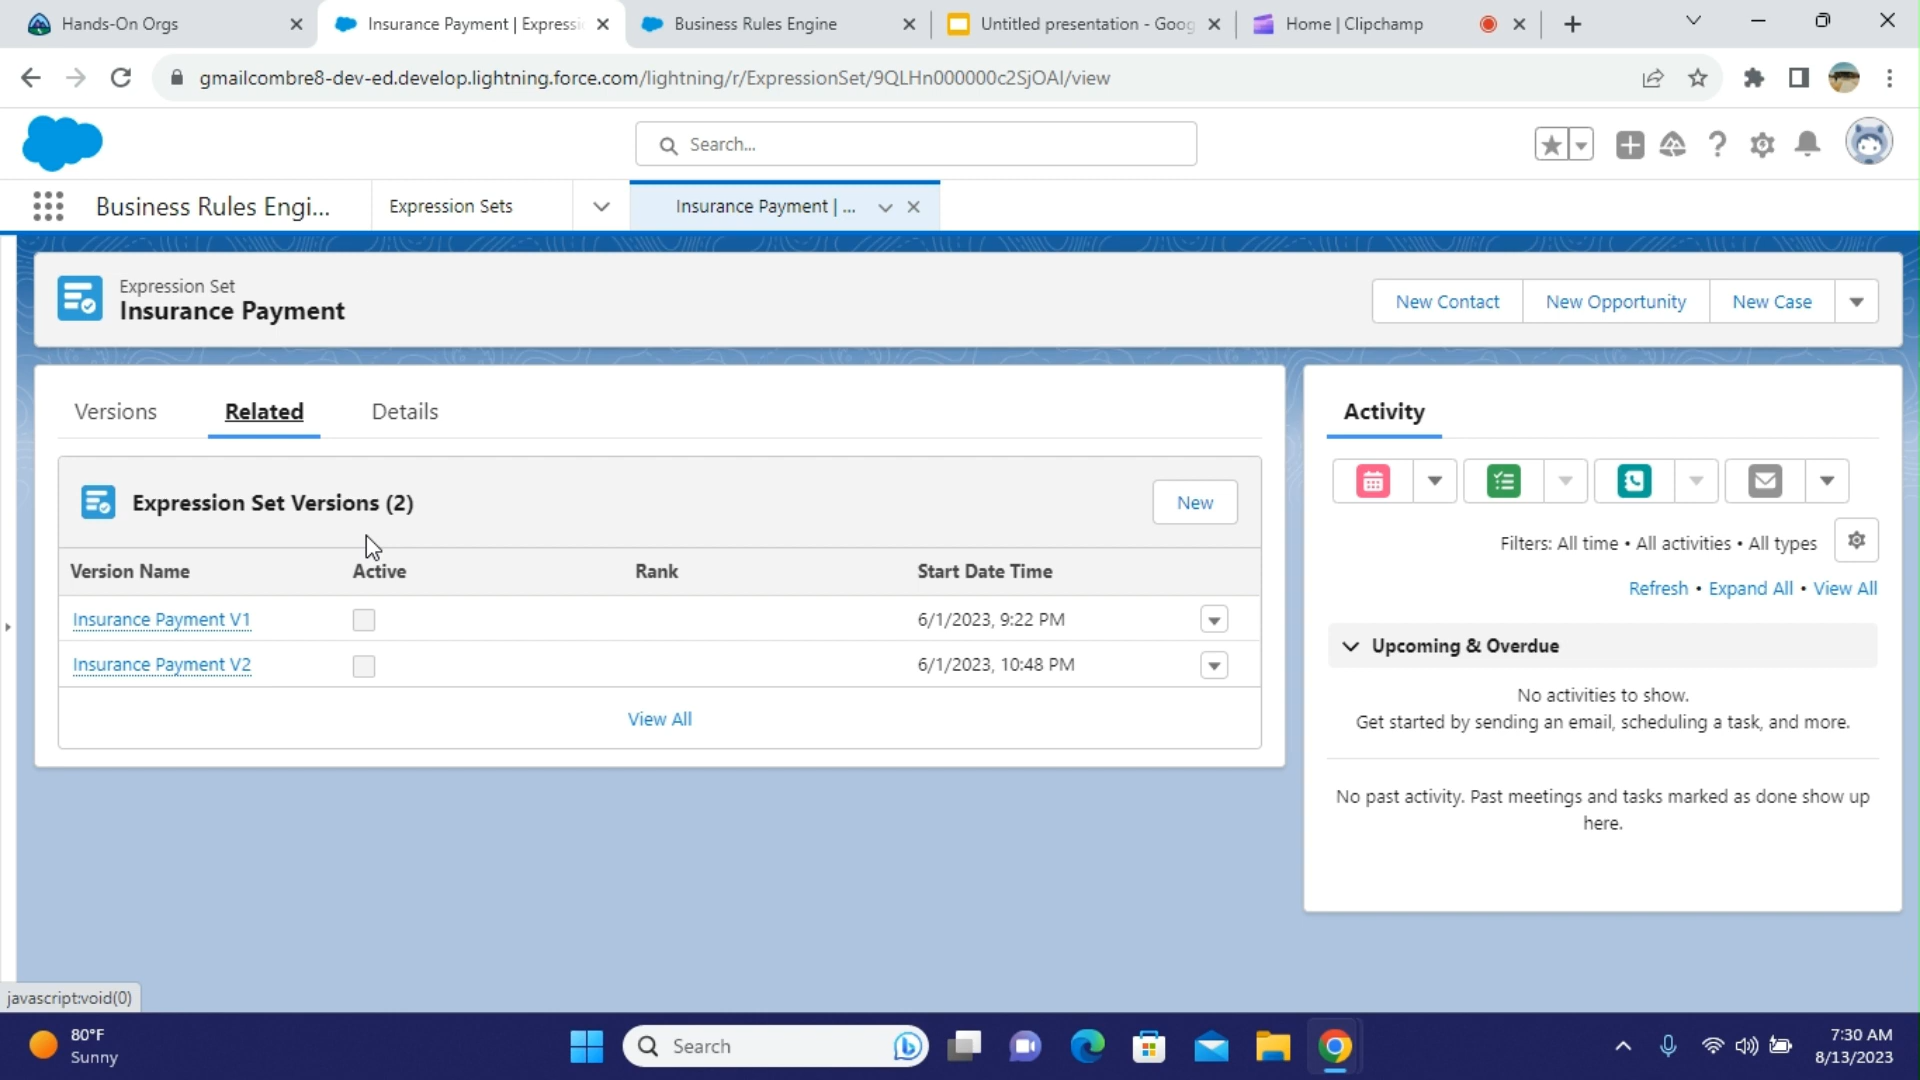 Hands-On Orgs
Insurance Payment | Expressi
Business Rules Engine
Untitled presentation - Goog
Home | Clipchamp
gmailcombre8-dev-ed.develop.lightning.force.com/lightning/r/ExpressionSet/9QLHn000000c2SjOAI/view
Search...
Business Rules Engi...
Expression Sets
Insurance Payment | ...
Expression Set
Insurance Payment
New Contact
New Opportunity
New Case
Versions
Related
Details
Activity
Expression Set Versions (2)
New
Filters: All time • All activities • All types
Version Name
Active
Rank
Start Date Time
Refresh • Expand All • View All
Insurance Payment V1
6/1/2023, 9:22 PM
Insurance Payment V2
6/1/2023, 10:48 PM
View All
Upcoming & Overdue
No activities to show.
Get started by sending an email, scheduling a task, and more.
No past activity. Past meetings and tasks marked as done show up
here.
javascript:void(0)
80°F
Sunny
Search
7:30 AM
8/13/2023